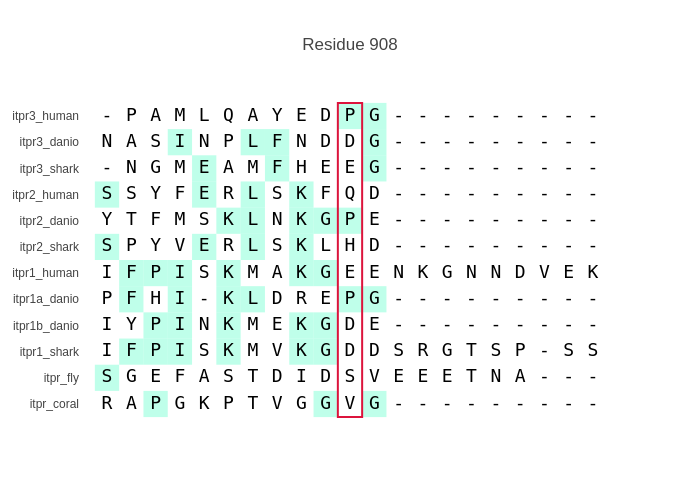 Residue 908
itpr3_human - P A M L Q A Y E D P G - - - - - - - - -
itpr3_danio N A S I N P L F N D D G - - - - - - - - -
itpr3_shark - N G M E A M F H E E G - - - - - - - - -
itpr2_human S S Y F E R L S K F Q D - - - - - - - - -
itpr2_danio Y T F M S K L N K G P E - - - - - - - - -
itpr2_shark S P Y V E R L S K L H D - - - - - - - - -
itpr1_human I F P I S K M A K G E E N K G N N D V E K
itpr1a_danio P F H I - K L D R E P G - - - - - - - - -
itpr1b_danio I Y P I N K M E K G D E - - - - - - - - -
itpr1_shark I F P I S K M V K G D D S R G T S P - S S
itpr_fly S G E F A S T D I D S V E E E T N A - - -
itpr_coral R A P G K P T V G G V G - - - - - - - - -